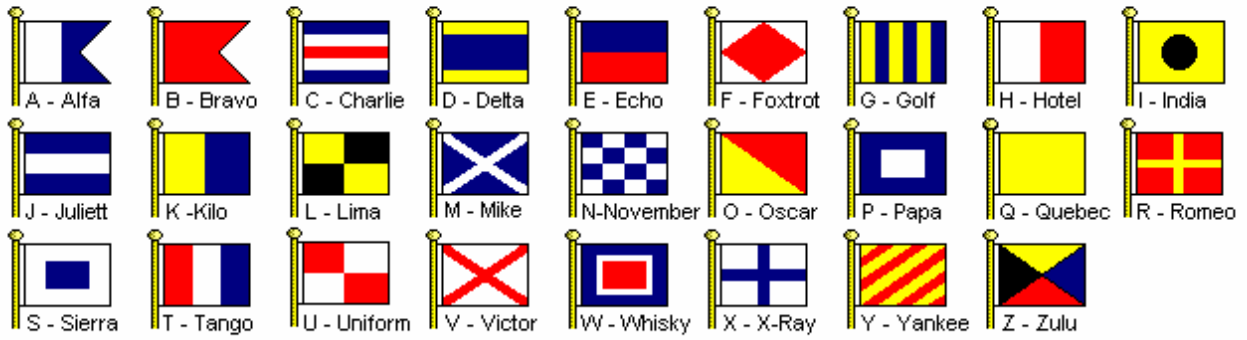 A - Alfa B - Bravo C - Charlie D - Delta E - Echo F - Foxtrot G - Golf H - Hotel I - India
J - Juliett K -Kilo L - Lima M - Mike N-November O - Oscar P - Papa Q - Quebec R - Romeo
S - Sierra T - Tango U - Uniform V - Victor W - Whisky X - X-Ray Y - Yankee Z - Zulu